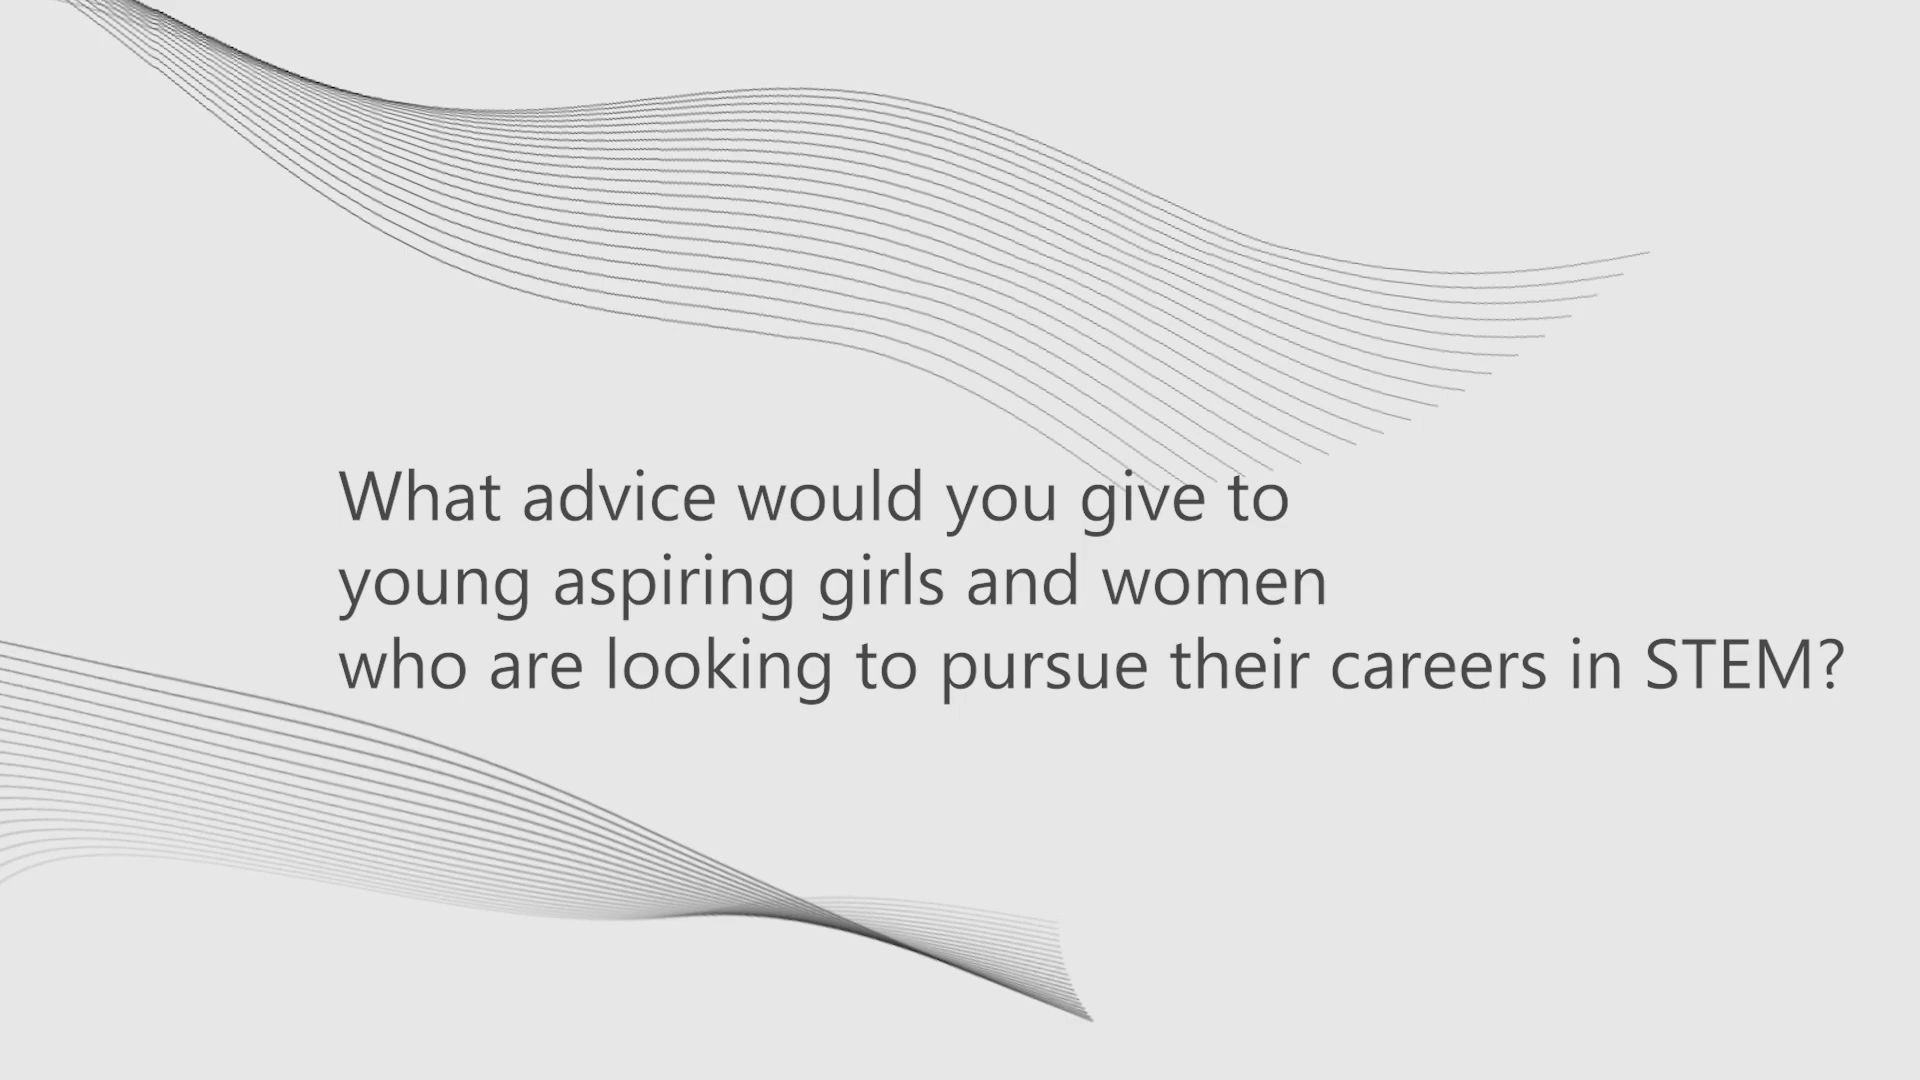 What advice would you give to
young aspiring girls and women
who are looking to pursue their careers in STEM?